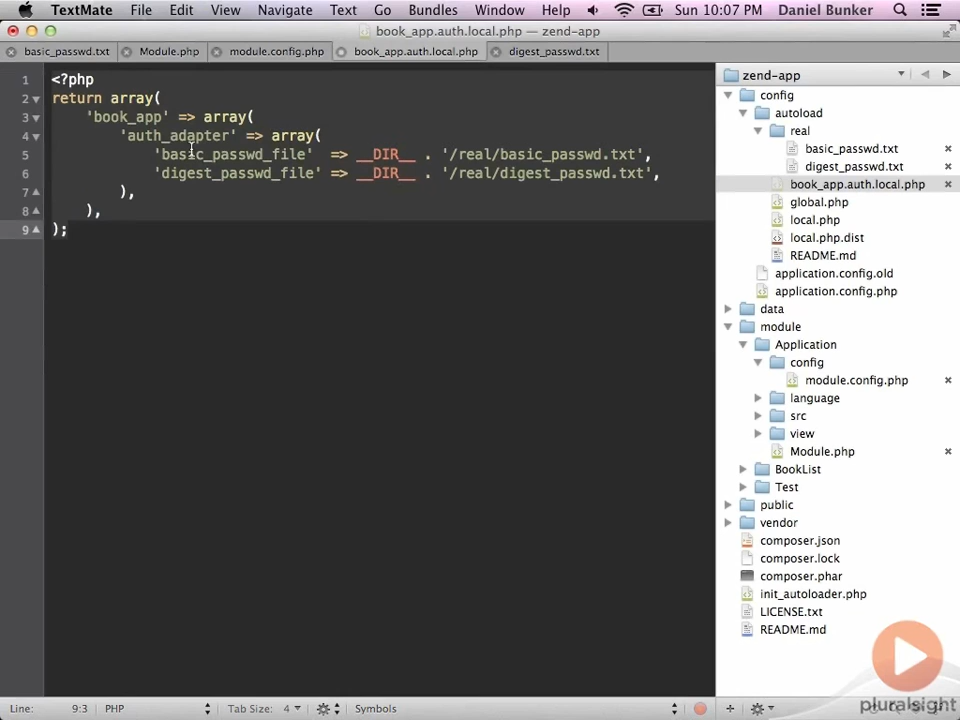 TextMate File Edit View Navigate Text Go Bundles Window Help Sun 10:07 PM Daniel Bunker
book_app.auth.local.php — zend-app
basic_passwd.txt Module.php module.config.php book_app.auth.local.php digest_passwd.txt
1 <?php
2 return array(
3 'book_app' => array(
4 'auth_adapter' => array(
5 'basic_passwd_file' => __DIR__ . '/real/basic_passwd.txt',
6 'digest_passwd_file' => __DIR__ . '/real/digest_passwd.txt',
7 ),
8 ),
9 );
zend-app
config
autoload
real
basic_passwd.txt
digest_passwd.txt
book_app.auth.local.php
global.php
local.php
local.php.dist
README.md
application.config.old
application.config.php
data
module
Application
config
module.config.php
language
src
view
Module.php
BookList
Test
public
vendor
composer.json
composer.lock
composer.phar
init_autoloader.php
LICENSE.txt
README.md
pluralsight
Line: 9:3 PHP Tab Size: 4 Symbols